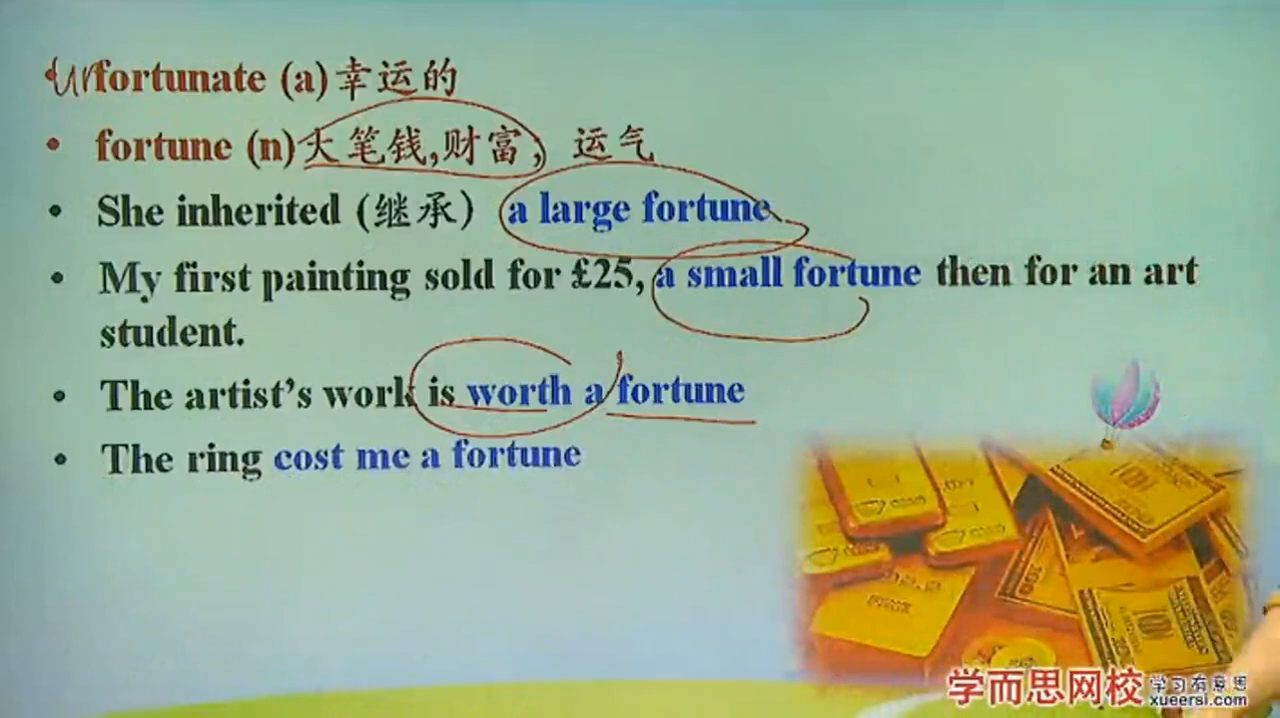 Unfortunate (a)幸运的
• fortune (n)大笔钱,财富, 运气
• She inherited (继承) a large fortune
• My first painting sold for £25, a small fortune then for an art
student.
• The artist's work is worth a fortune
• The ring cost me a fortune
学而思网校
学习有意思
xueersi.com